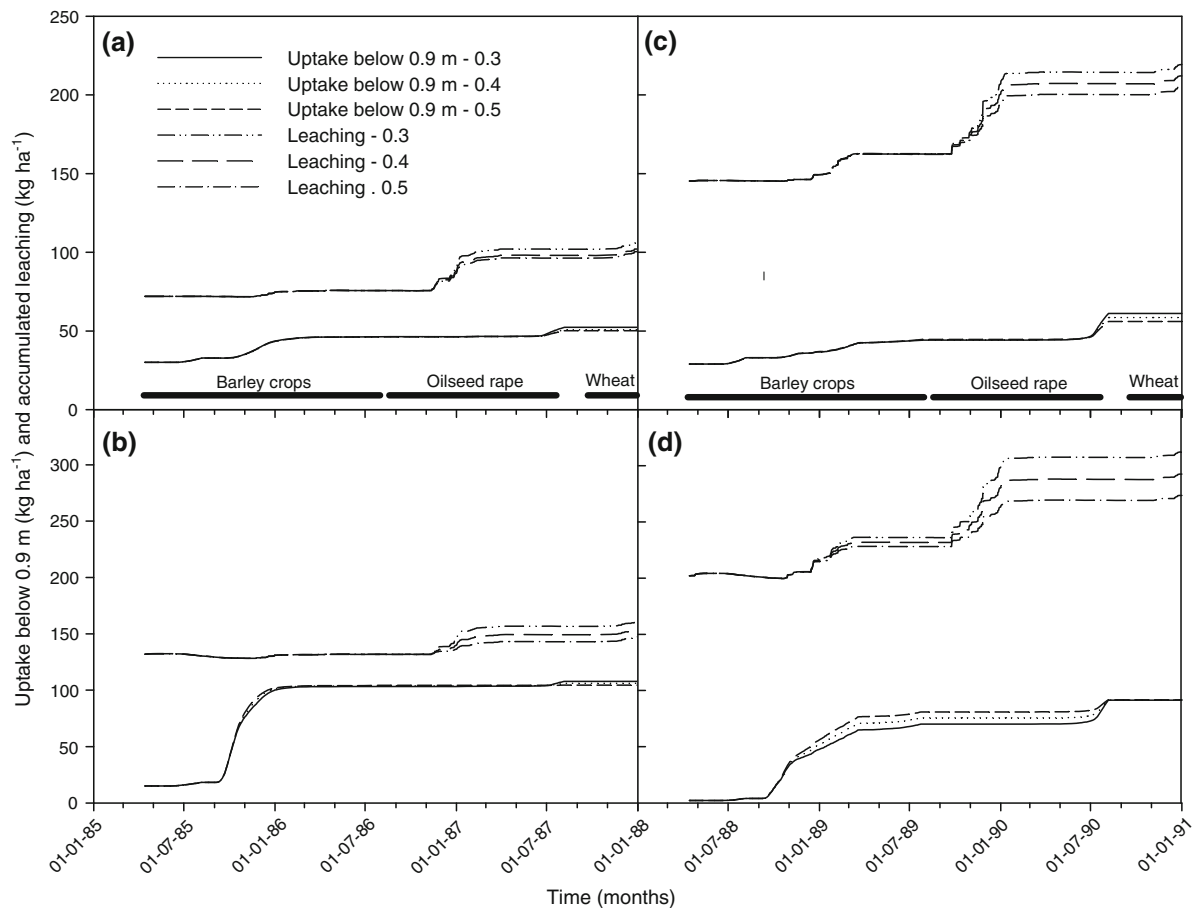 Uptake below 0.9 m (kg ha⁻¹) and accumulated leaching (kg ha⁻¹)
250
200
150
100
50
0
(a)
Uptake below 0.9 m - 0.3
Uptake below 0.9 m - 0.4
Uptake below 0.9 m - 0.5
Leaching - 0.3
Leaching - 0.4
Leaching . 0.5
Barley crops
Oilseed rape
Wheat
(c)
Barley crops
Oilseed rape
Wheat
(b)
300
250
200
150
100
50
0
(d)
01-01-85
01-07-85
01-01-86
01-07-86
01-01-87
01-07-87
01-01-88
01-07-88
01-01-89
01-07-89
01-01-90
01-07-90
01-01-91
Time (months)